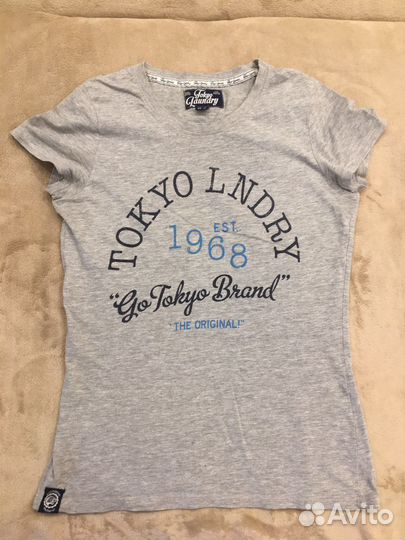 Tokyo
Laundry
TOKYO LNDRY
EST.
1968
"Go Tokyo Brand"
"THE ORIGINAL!"
Avito